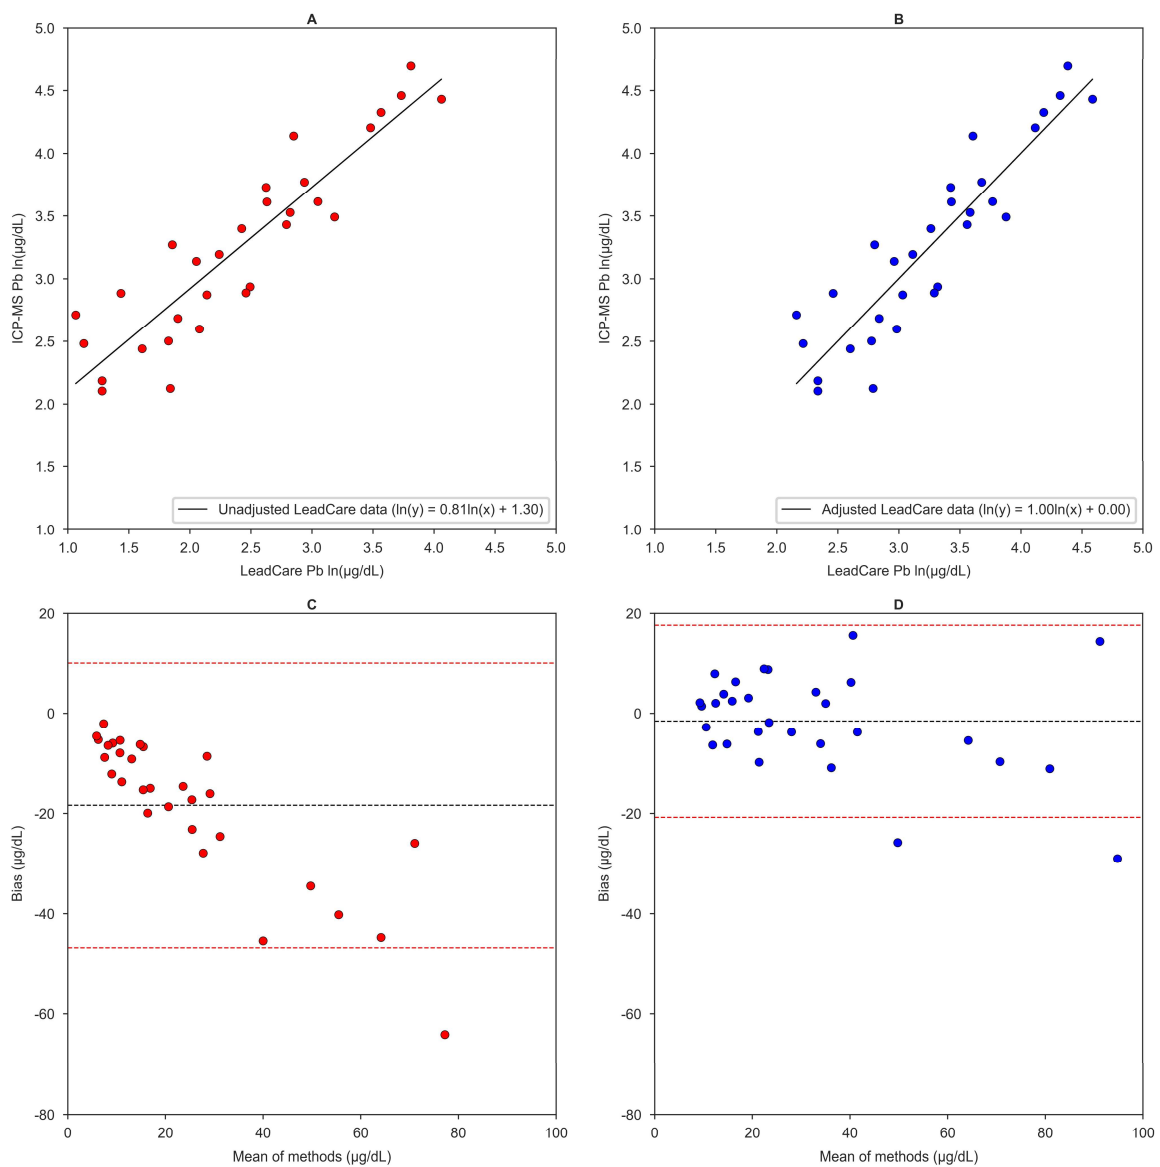 A
5.0
4.5
4.0
3.5
3.0
2.5
2.0
1.5
1.0
ICP-MS Pb ln(µg/dL)
Unadjusted LeadCare data (ln(y) = 0.81ln(x) + 1.30)
1.0 1.5 2.0 2.5 3.0 3.5 4.0 4.5 5.0
LeadCare Pb ln(µg/dL)
B
5.0
4.5
4.0
3.5
3.0
2.5
2.0
1.5
1.0
ICP-MS Pb ln(µg/dL)
Adjusted LeadCare data (ln(y) = 1.00ln(x) + 0.00)
1.0 1.5 2.0 2.5 3.0 3.5 4.0 4.5 5.0
LeadCare Pb ln(µg/dL)
C
20
0
-20
-40
-60
-80
Bias (µg/dL)
0 20 40 60 80 100
Mean of methods (µg/dL)
D
20
0
-20
-40
-60
-80
Bias (µg/dL)
0 20 40 60 80 100
Mean of methods (µg/dL)